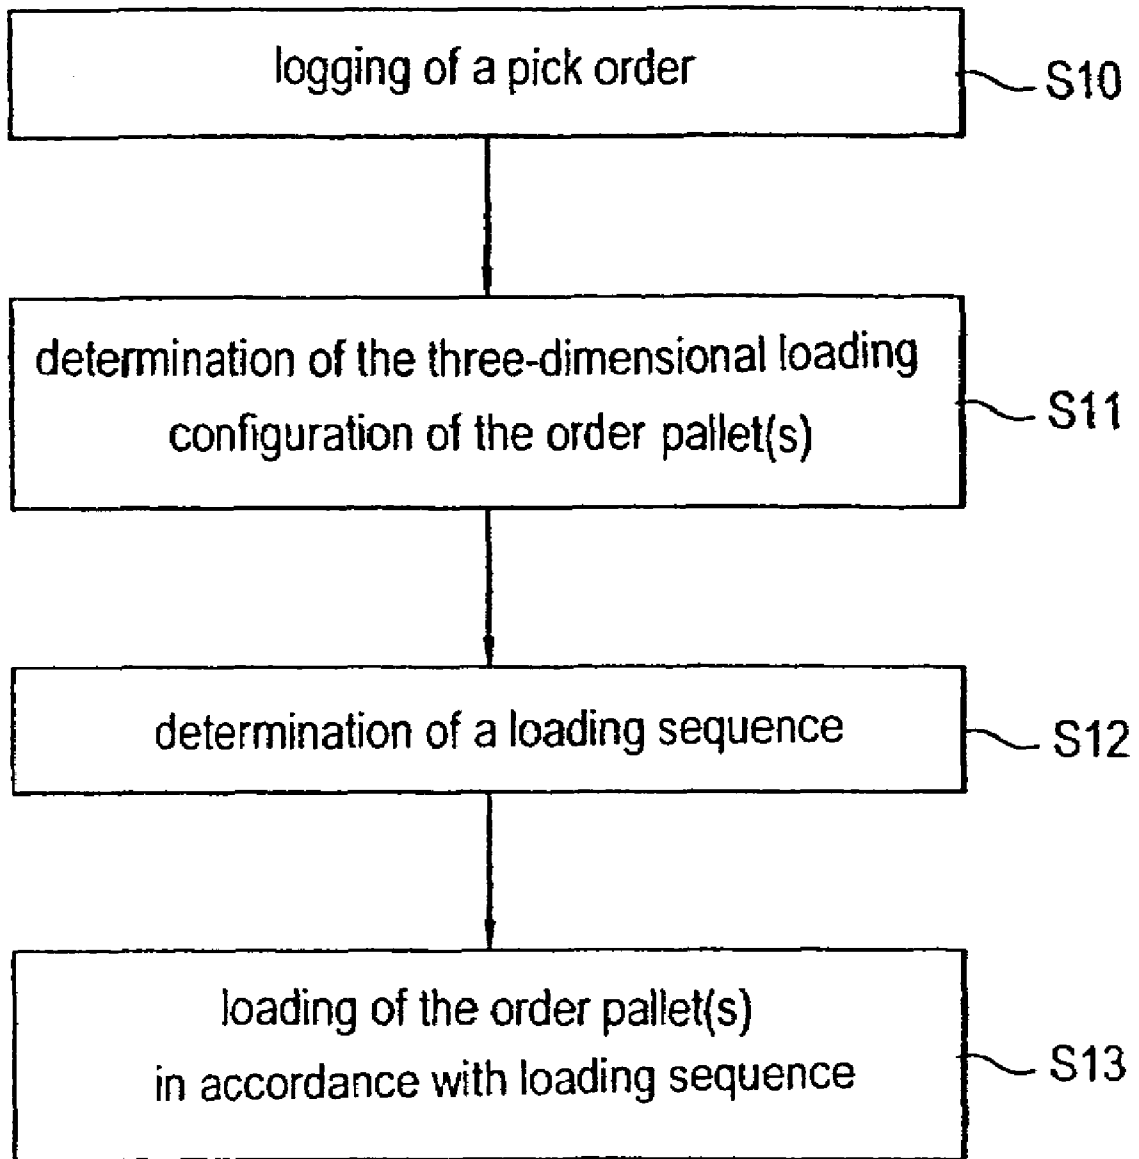 logging of a pick order
S10
determination of the three-dimensional loading
configuration of the order pallet(s)
S11
determination of a loading sequence
S12
loading of the order pallet(s)
in accordance with loading sequence
S13